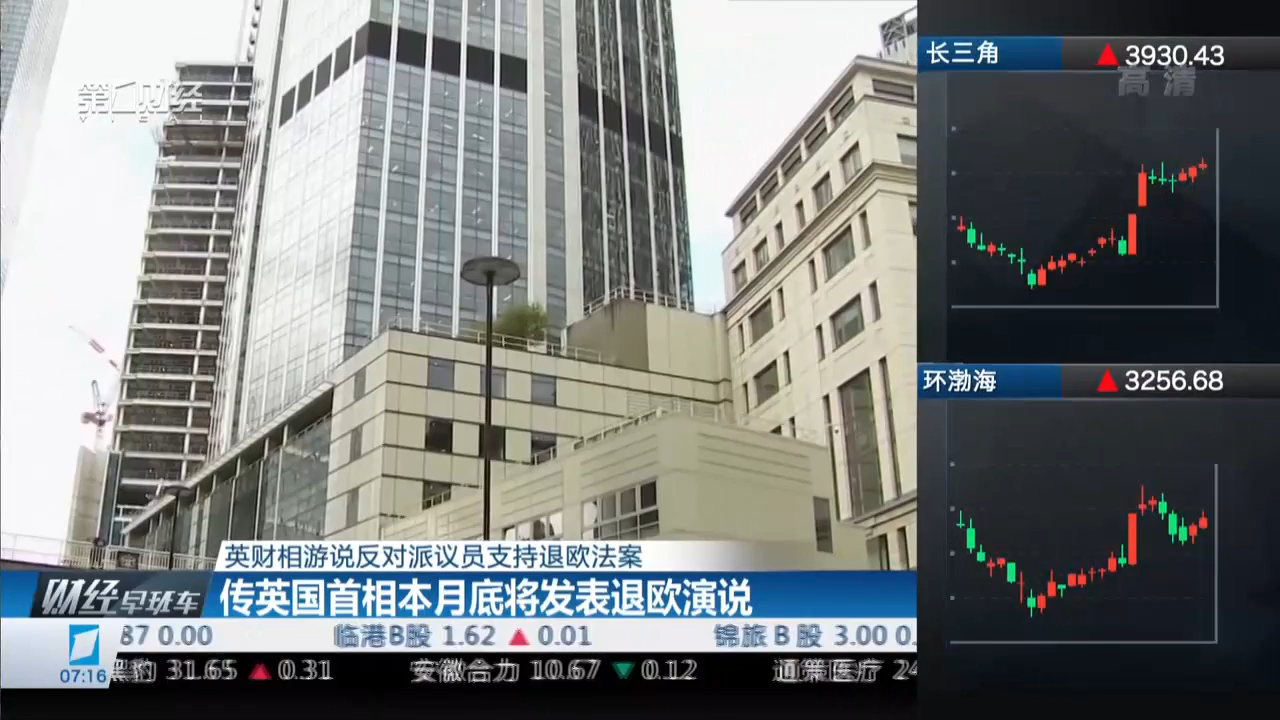 第一财经
长三角 ▲ 3930.43
高清
环渤海 ▲ 3256.68
英财相游说反对派议员支持退欧法案
财经早班车
传英国首相本月底将发表退欧演说
87 0.00 临港B股 1.62 ▲ 0.01 锦旅B股 3.00 0.
07:16
黑豹 31.65 ▲ 0.31 安徽合力 10.67 ▼ 0.12 通策医疗 24